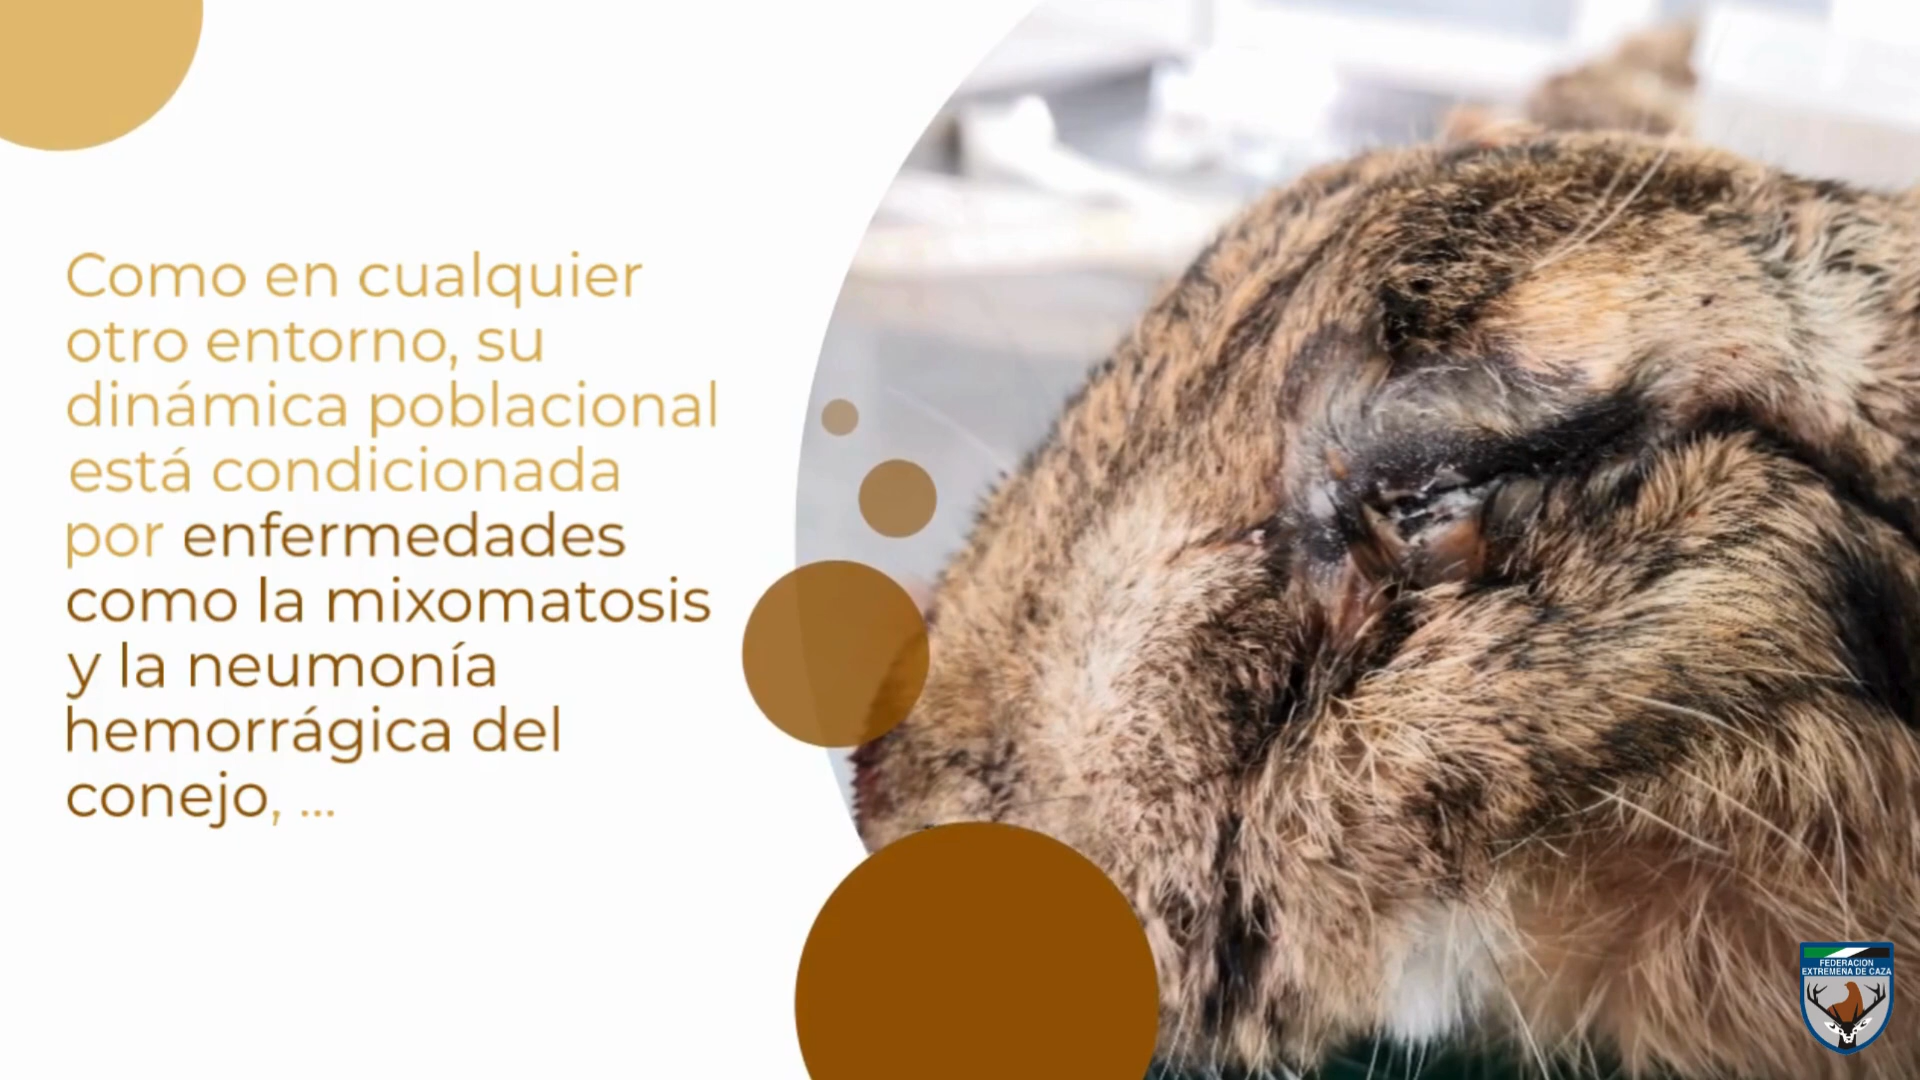 Como en cualquier
otro entorno, su
dinámica poblacional
está condicionada
por enfermedades
como la mixomatosis
y la neumonía
hemorrágica del
conejo, ...
FEDERACION
EXTREMEÑA DE CAZA